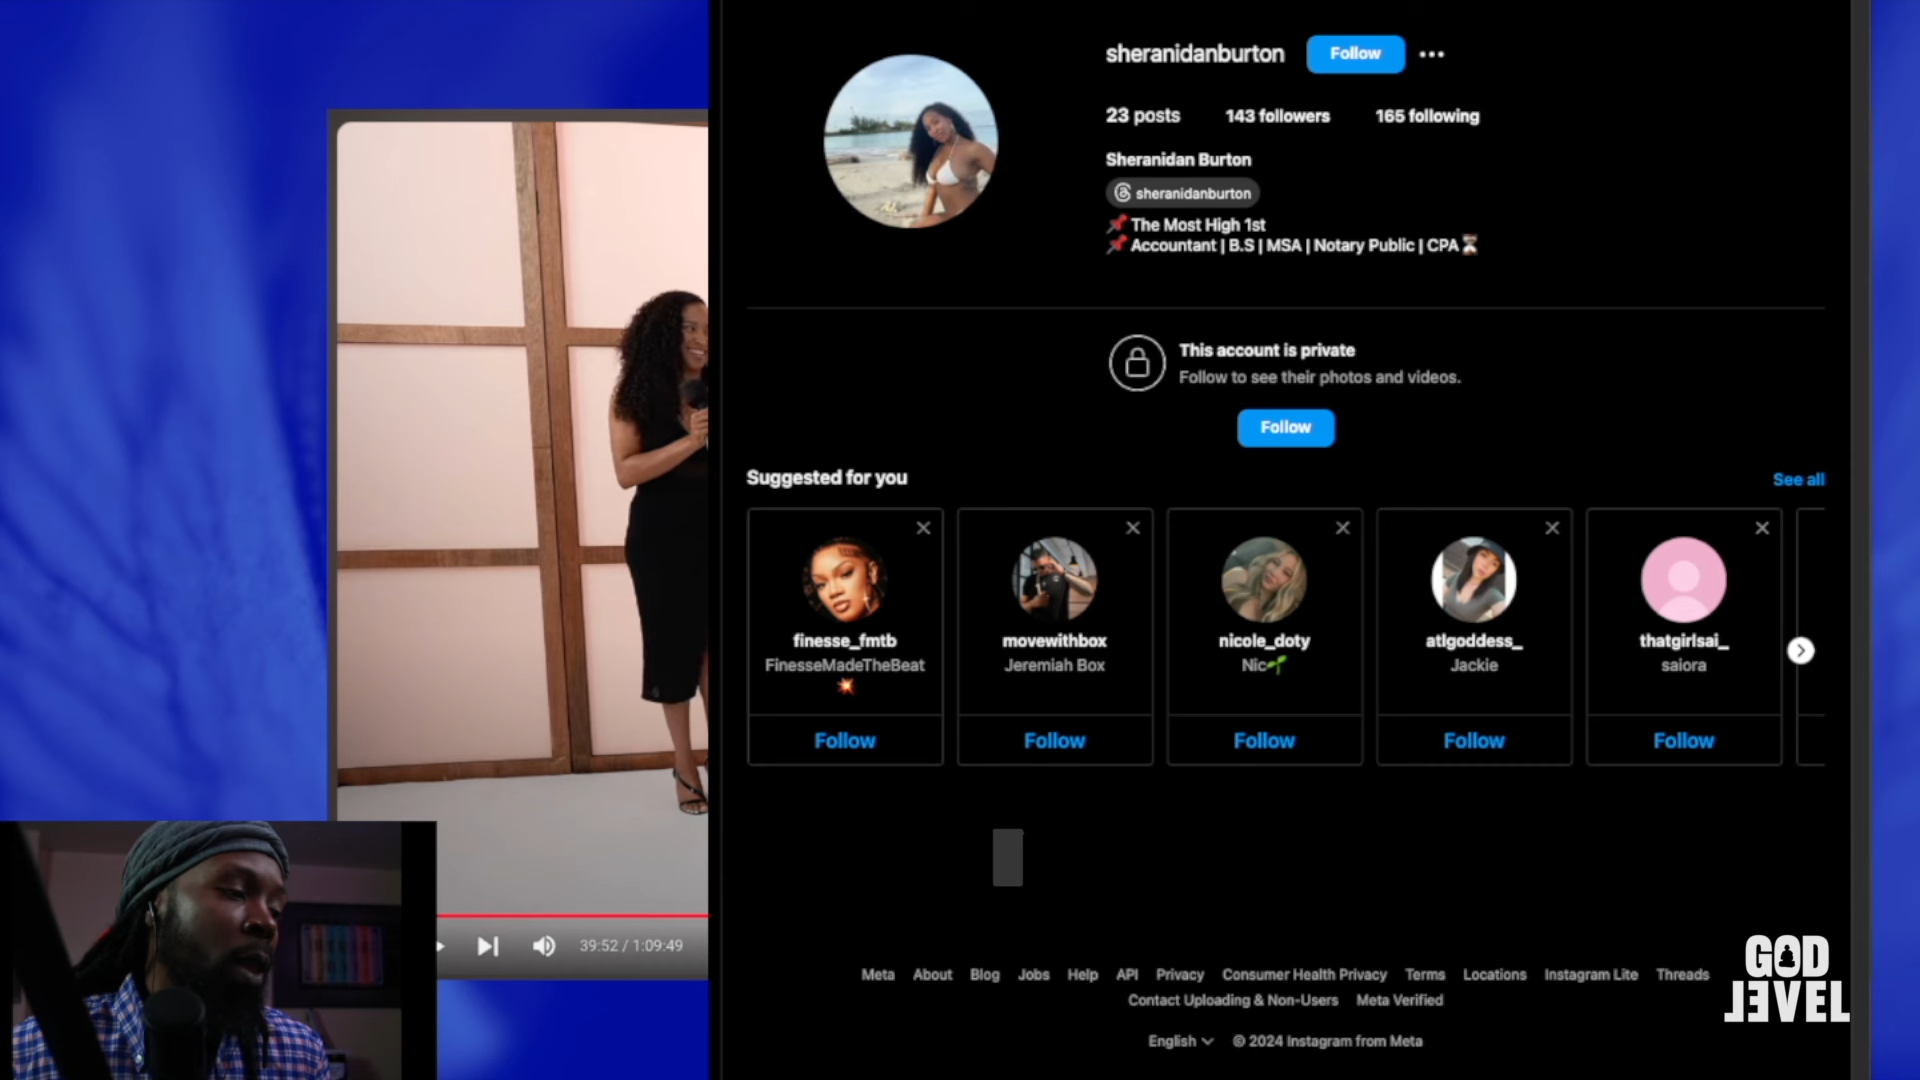 sheranidanburton Follow
23 posts 143 followers 165 following
Sheranidan Burton
sheranidanburton
📌 The Most High 1st
📌 Accountant | B.S | MSA | Notary Public | CPA⏳
This account is private
Follow to see their photos and videos.
Follow
Suggested for you See all
finesse_fmtb
FinesseMadeTheBeat
💥
Follow
movewithbox
Jeremiah Box
Follow
nicole_doty
Nic🌱
Follow
atlgoddess_
Jackie
Follow
thatgirlsai_
saiora
Follow
39:52 / 1:09:49
Meta About Blog Jobs Help API Privacy Consumer Health Privacy Terms Locations Instagram Lite Threads
Contact Uploading & Non-Users Meta Verified
English © 2024 Instagram from Meta
GOD
LEVEL